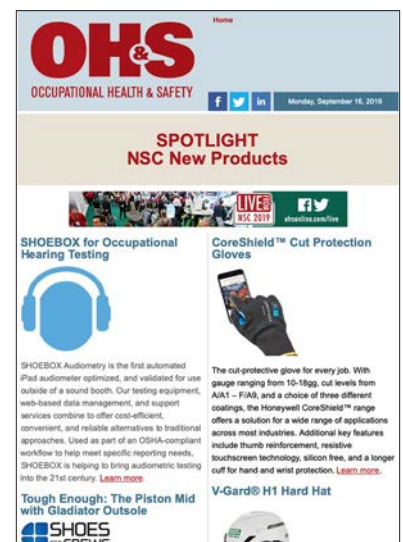 Home
OH&S
OCCUPATIONAL HEALTH & SAFETY
f in Monday, September 16, 2019
SPOTLIGHT
NSC New Products
LIVE FROM
NSC 2019
ohsonline.com/live
SHOEBOX for Occupational
Hearing Testing
SHOEBOX Audiometry is the first automated
iPad audiometer optimized, and validated for use
outside of a sound booth. Our testing equipment,
web-based data management, and support
services combine to offer cost-efficient,
convenient, and reliable alternatives to traditional
approaches. Used as part of an OSHA-compliant
workflow to help meet specific reporting needs,
SHOEBOX is helping to bring audiometric testing
into the 21st century. Learn more.
Tough Enough: The Piston Mid
with Gladiator Outsole
SHOES
FOR CREWS
CoreShield™ Cut Protection
Gloves
The cut-protective glove for every job. With
gauge ranging from 10-18gg, cut levels from
A/A1 – F/A9, and a choice of three different
coatings, the Honeywell CoreShield™ range
offers a solution for a wide range of applications
across most industries. Additional key features
include thumb reinforcement, resistive
touchscreen technology, silicon free, and a longer
cuff for hand and wrist protection. Learn more.
V-Gard® H1 Hard Hat